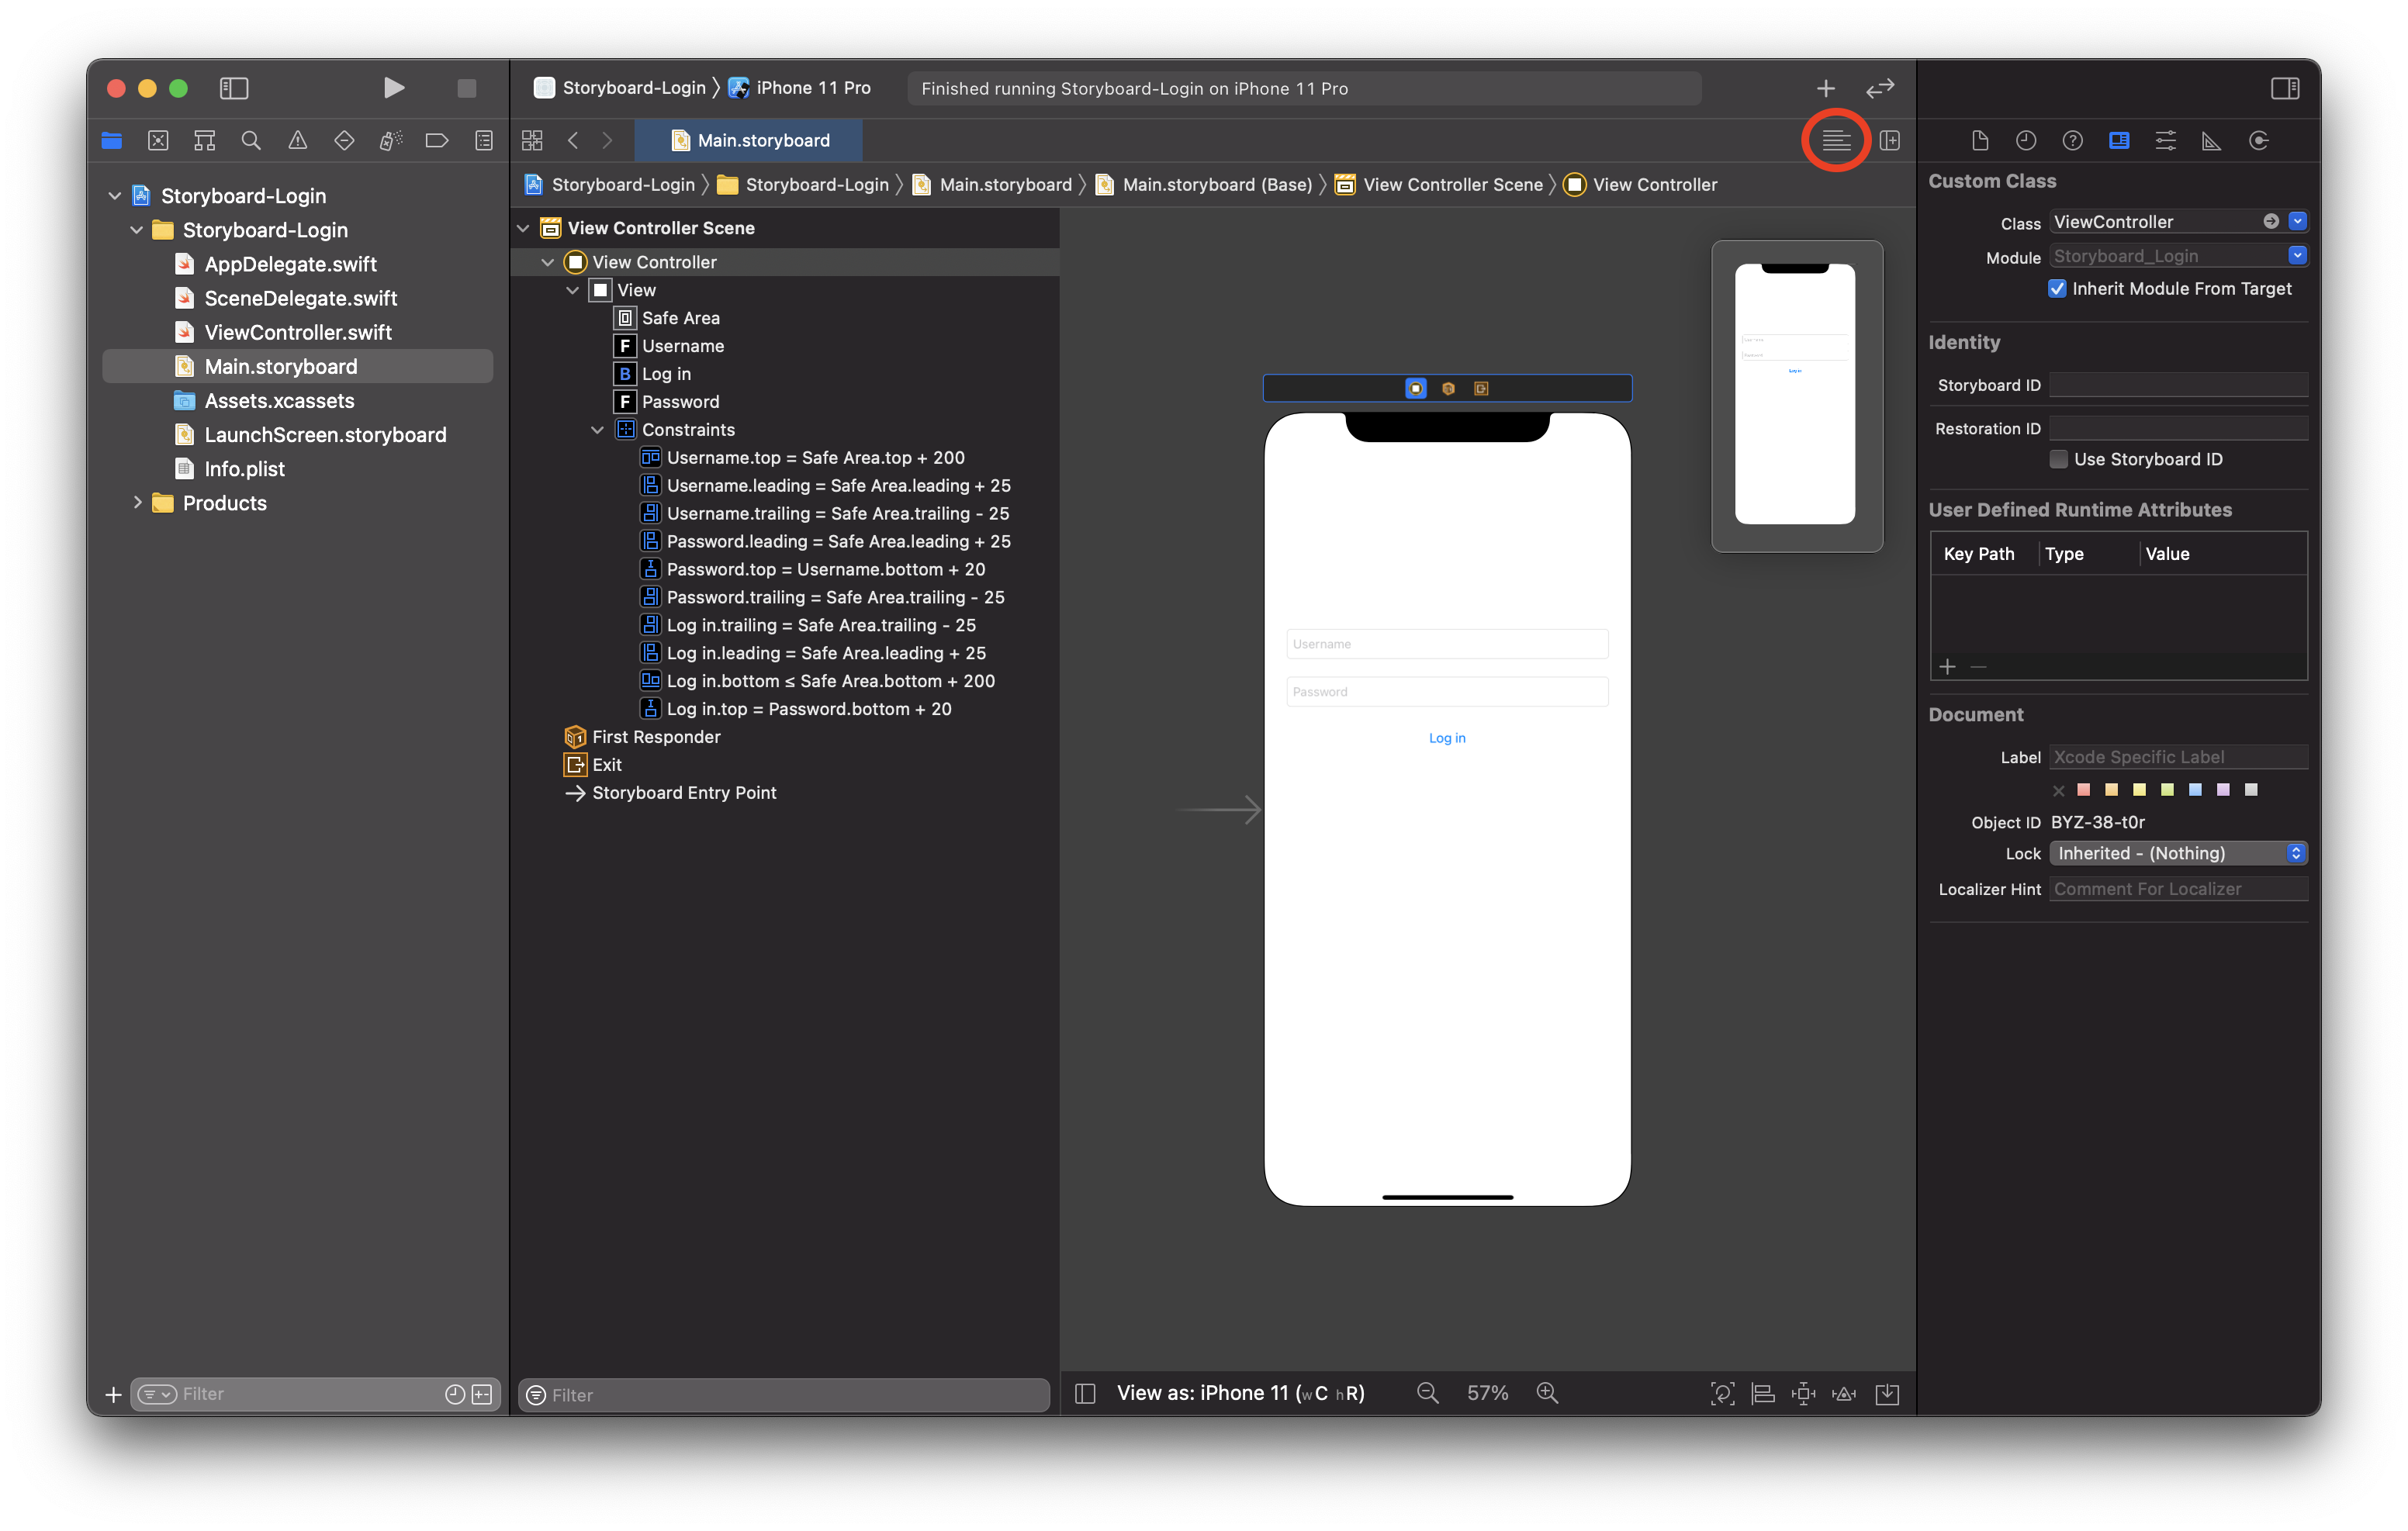 Storyboard-Login
iPhone 11 Pro
Finished running Storyboard-Login on iPhone 11 Pro
Main.storyboard
Storyboard-Login
Storyboard-Login
AppDelegate.swift
SceneDelegate.swift
ViewController.swift
Main.storyboard
Assets.xcassets
LaunchScreen.storyboard
Info.plist
Products
Filter
Storyboard-Login
Storyboard-Login
Main.storyboard
Main.storyboard (Base)
View Controller Scene
View Controller
View Controller Scene
View Controller
View
Safe Area
F Username
B Log in
F Password
Constraints
Username.top = Safe Area.top + 200
Username.leading = Safe Area.leading + 25
Username.trailing = Safe Area.trailing - 25
Password.leading = Safe Area.leading + 25
Password.top = Username.bottom + 20
Password.trailing = Safe Area.trailing - 25
Log in.trailing = Safe Area.trailing - 25
Log in.leading = Safe Area.leading + 25
Log in.bottom ≤ Safe Area.bottom + 200
Log in.top = Password.bottom + 20
First Responder
Exit
Storyboard Entry Point
Filter
Username
Password
Log in
View as: iPhone 11 (wC hR)
57%
Custom Class
Class ViewController
Module Storyboard_Login
Inherit Module From Target
Identity
Storyboard ID
Restoration ID
Use Storyboard ID
User Defined Runtime Attributes
Key Path Type Value
Document
Label Xcode Specific Label
Object ID BYZ-38-t0r
Lock Inherited - (Nothing)
Localizer Hint Comment For Localizer